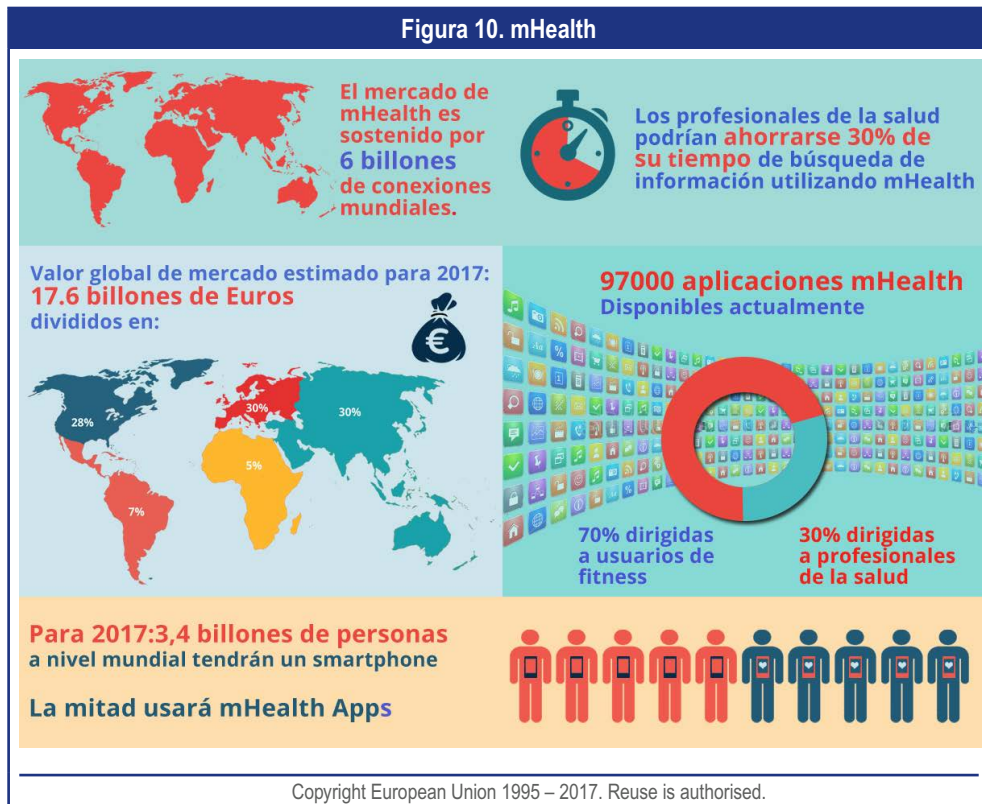 Figura 10. mHealth
El mercado de
mHealth es
sostenido por
6 billones
de conexiones
mundiales.
Los profesionales de la salud
podrían ahorrarse 30% de
su tiempo de búsqueda de
información utilizando mHealth
Valor global de mercado estimado para 2017:
17.6 billones de Euros
divididos en:
€
28%
30%
30%
5%
7%
97000 aplicaciones mHealth
Disponibles actualmente
70% dirigidas
a usuarios de
fitness
30% dirigidas
a profesionales
de la salud
Para 2017:3,4 billones de personas
a nivel mundial tendrán un smartphone
La mitad usará mHealth Apps
Copyright European Union 1995 – 2017. Reuse is authorised.